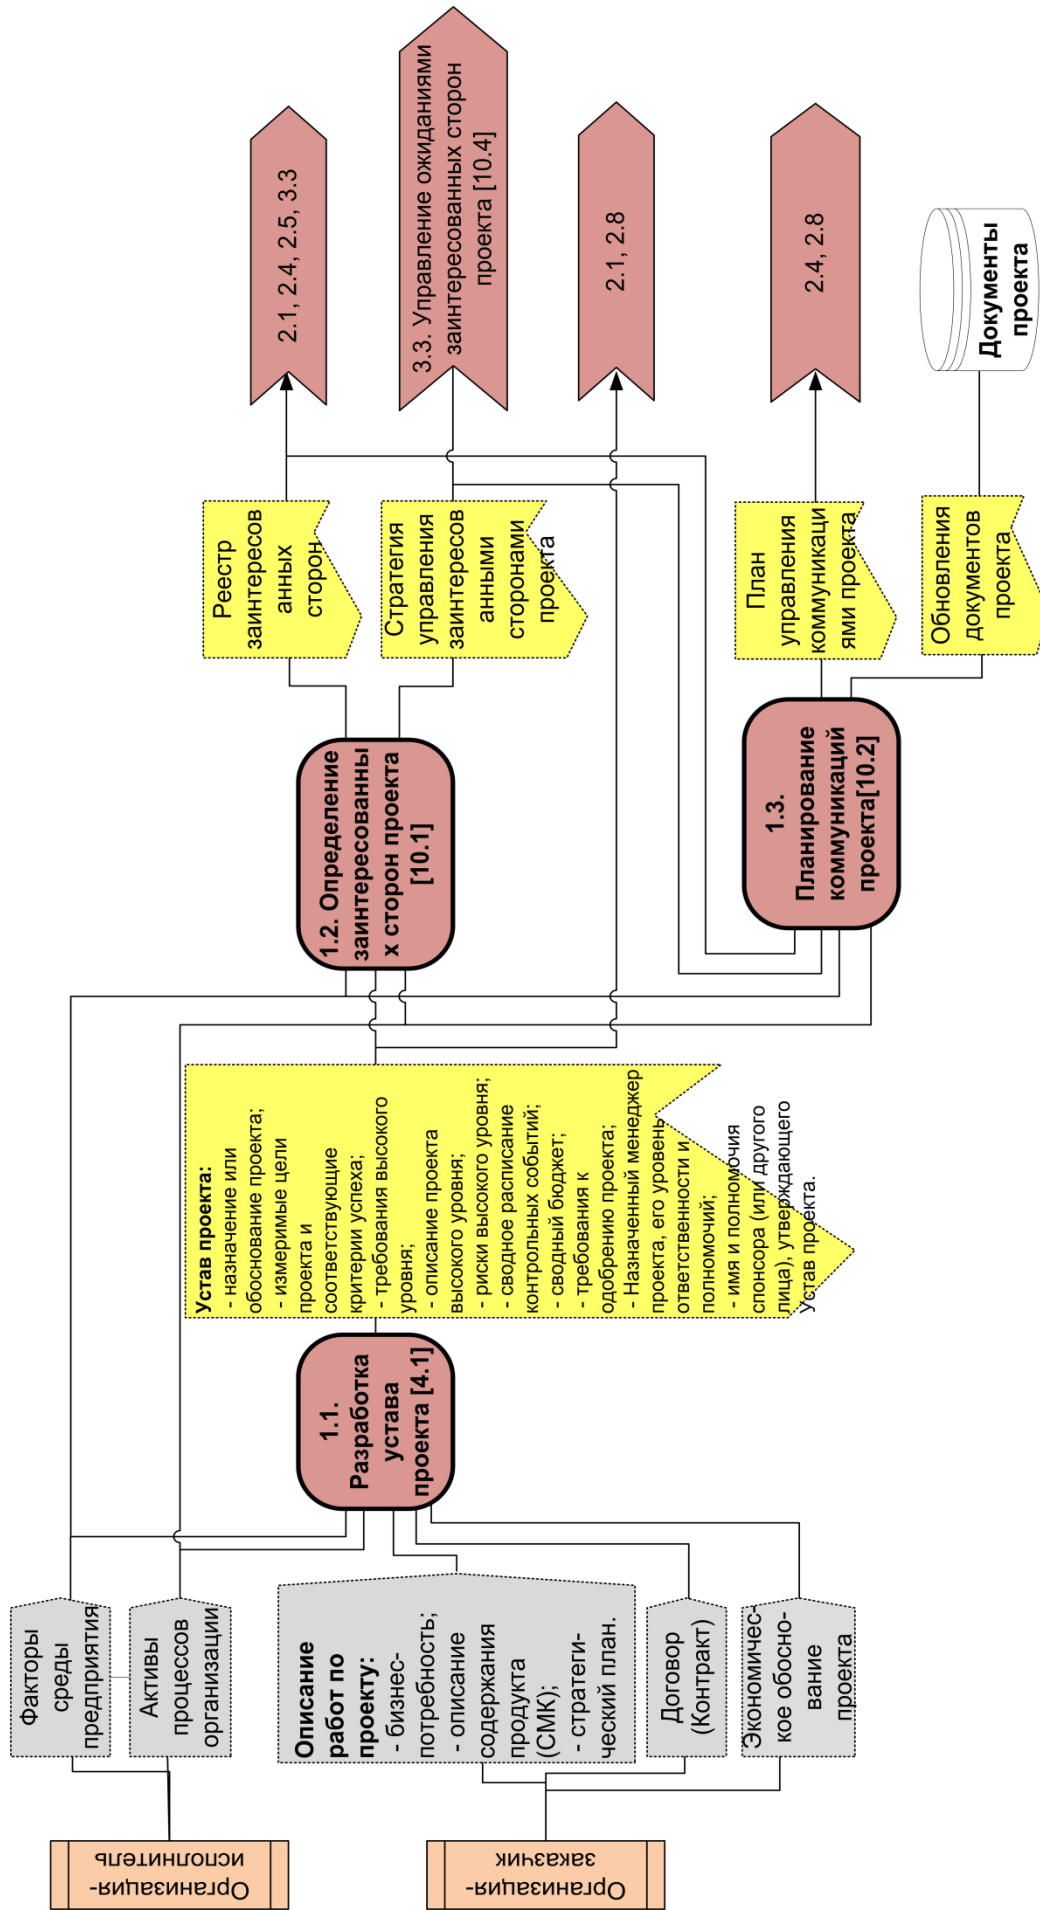 Организация-
исполнитель
Организация-
заказчик
Факторы
среды
предприятия
Активы
процессов
организации
Описание
работ по
проекту:
- бизнес-
потребность;
- описание
содержания
продукта
(СМК);
- стратеги-
ческий план.
Договор
(Контракт)
Экономичес-
кое обосно-
вание
проекта
1.1.
Разработка
устава
проекта [4.1]
Устав проекта:
- назначение или
обоснование проекта;
- измеримые цели
проекта и
соответствующие
критерии успеха;
- требования высокого
уровня;
- описание проекта
высокого уровня;
- риски высокого уровня;
- сводное расписание
контрольных событий;
- сводный бюджет;
- требования к
одобрению проекта;
- Назначенный менеджер
проекта, его уровень
ответственности и
полномочий;
- имя и полномочия
спонсора (или другого
лица), утверждающего
Устав проекта.
1.2. Определение
заинтересованны
х сторон проекта
[10.1]
1.3.
Планирование
коммуникаций
проекта[10.2]
Реестр
заинтересов
анных
сторон
Стратегия
управления
заинтересов
анными
сторонами
проекта
План
управления
коммуникаци
ями проекта
Обновления
документов
проекта
2.1, 2.4, 2.5, 3.3
3.3. Управление ожиданиями
заинтересованных сторон
проекта [10.4]
2.1, 2.8
2.4, 2.8
Документы
проекта